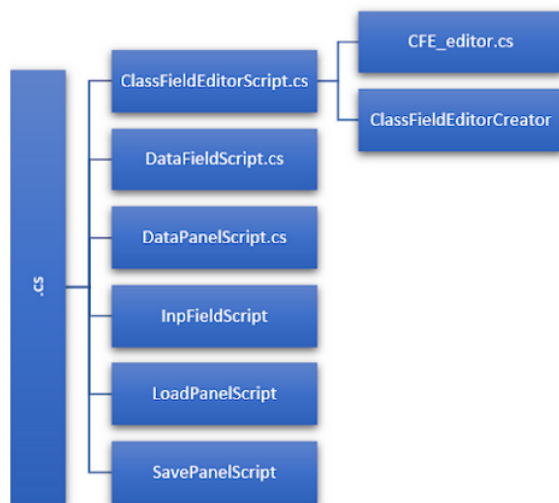 .cs
ClassFieldEditorScript.cs
CFE_editor.cs
ClassFieldEditorCreator
DataFieldScript.cs
DataPanelScript.cs
InpFieldScript
LoadPanelScript
SavePanelScript